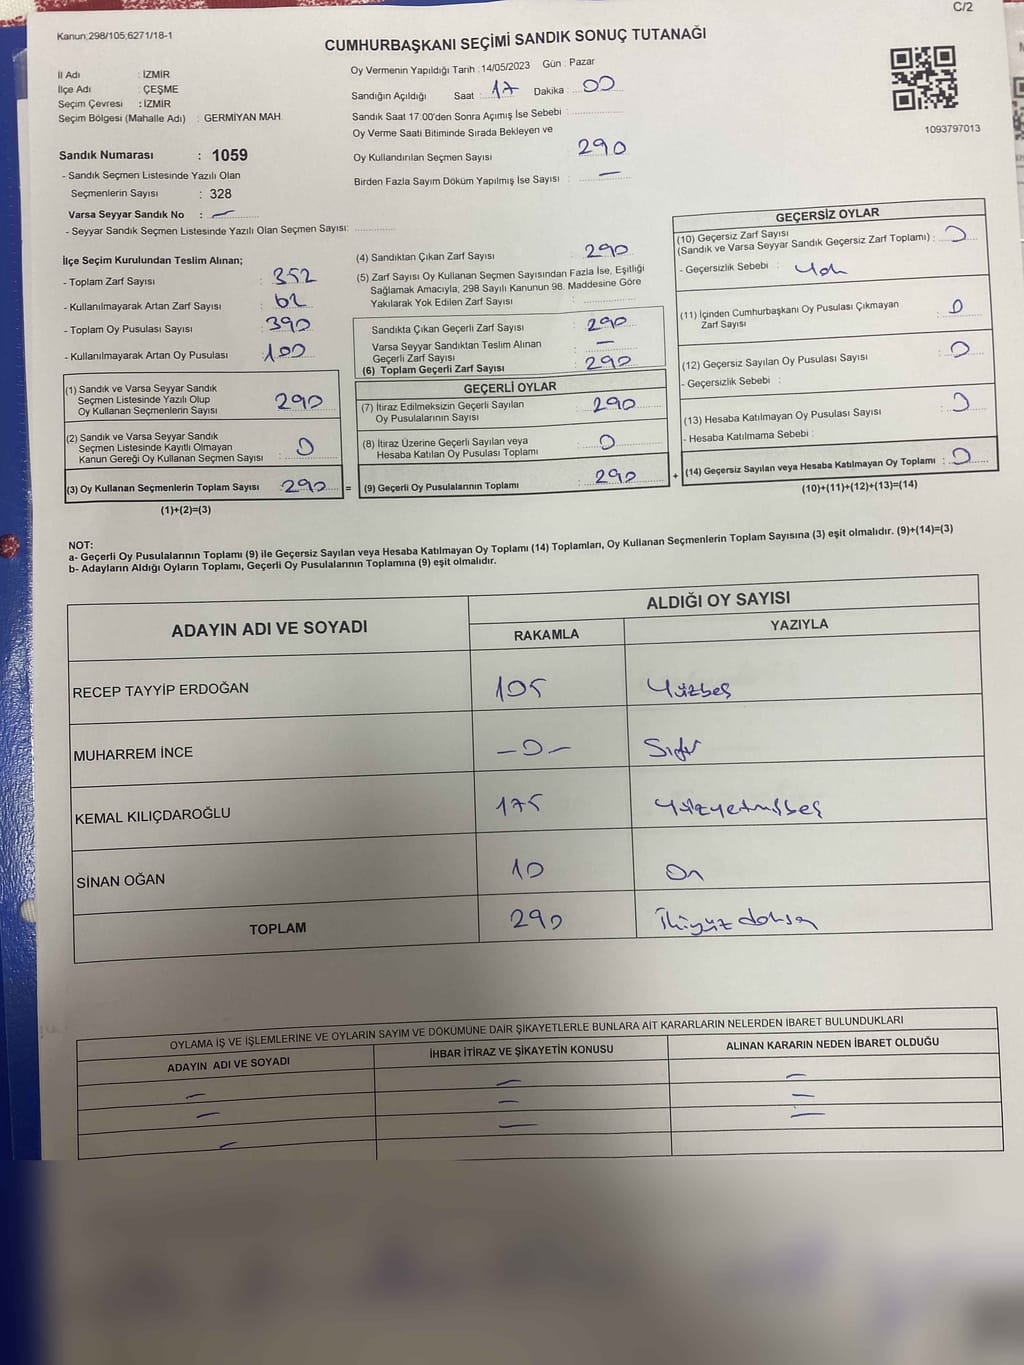 C/2
Kanun;298/105;6271/18-1
CUMHURBAŞKANI SEÇİMİ SANDIK SONUÇ TUTANAĞI
İl Adı : İZMİR
İlçe Adı : ÇEŞME
Seçim Çevresi : İZMİR
Seçim Bölgesi (Mahalle Adı) : GERMİYAN MAH.
Sandık Numarası : 1059
- Sandık Seçmen Listesinde Yazılı Olan
Seçmenlerin Sayısı : 328
Varsa Seyyar Sandık No : —
- Seyyar Sandık Seçmen Listesinde Yazılı Olan Seçmen Sayısı:
Oy Vermenin Yapıldığı Tarih :14/05/2023 Gün : Pazar
Sandığın Açıldığı Saat : 17 Dakika : 00
Sandık Saat 17:00'den Sonra Açımış İse Sebebi :
Oy Verme Saati Bitiminde Sırada Bekleyen ve
Oy Kullandırılan Seçmen Sayısı : 290
Birden Fazla Sayım Döküm Yapılmış İse Sayısı : —
1093797013
İlçe Seçim Kurulundan Teslim Alınan;
- Toplam Zarf Sayısı : 352
- Kullanılmayarak Artan Zarf Sayısı : 62
- Toplam Oy Pusulası Sayısı : 390
- Kullanılmayarak Artan Oy Pusulası : 100
(1) Sandık ve Varsa Seyyar Sandık
Seçmen Listesinde Yazılı Olup
Oy Kullanan Seçmenlerin Sayısı : 290
(2) Sandık ve Varsa Seyyar Sandık
Seçmen Listesinde Kayıtlı Olmayan
Kanun Gereği Oy Kullanan Seçmen Sayısı : 0
(3) Oy Kullanan Seçmenlerin Toplam Sayısı : 290 =
(1)+(2)=(3)
(4) Sandıktan Çıkan Zarf Sayısı : 290
(5) Zarf Sayısı Oy Kullanan Seçmen Sayısından Fazla İse, Eşitliği
Sağlamak Amacıyla, 298 Sayılı Kanunun 98. Maddesine Göre
Yakılarak Yok Edilen Zarf Sayısı :
Sandıkta Çıkan Geçerli Zarf Sayısı : 290
Varsa Seyyar Sandıktan Teslim Alınan
Geçerli Zarf Sayısı : —
(6) Toplam Geçerli Zarf Sayısı : 290
GEÇERLİ OYLAR
(7) İtiraz Edilmeksizin Geçerli Sayılan
Oy Pusulalarının Sayısı : 290
(8) İtiraz Üzerine Geçerli Sayılan veya
Hesaba Katılan Oy Pusulası Toplamı : 0
(9) Geçerli Oy Pusulalarının Toplamı : 290 +
GEÇERSİZ OYLAR
(10) Geçersiz Zarf Sayısı
(Sandık ve Varsa Seyyar Sandık Geçersiz Zarf Toplamı) : 0
- Geçersizlik Sebebi : Yok
(11) İçinden Cumhurbaşkanı Oy Pusulası Çıkmayan
Zarf Sayısı : 0
(12) Geçersiz Sayılan Oy Pusulası Sayısı : 0
- Geçersizlik Sebebi :
(13) Hesaba Katılmayan Oy Pusulası Sayısı : 0
- Hesaba Katılmama Sebebi :
(14) Geçersiz Sayılan veya Hesaba Katılmayan Oy Toplamı : 0
(10)+(11)+(12)+(13)=(14)
NOT:
a- Geçerli Oy Pusulalarının Toplamı (9) ile Geçersiz Sayılan veya Hesaba Katılmayan Oy Toplamı (14) Toplamları, Oy Kullanan Seçmenlerin Toplam Sayısına (3) eşit olmalıdır. (9)+(14)=(3)
b- Adayların Aldığı Oyların Toplamı, Geçerli Oy Pusulalarının Toplamına (9) eşit olmalıdır.
ADAYIN ADI VE SOYADI
ALDIĞI OY SAYISI
RAKAMLA YAZIYLA
RECEP TAYYİP ERDOĞAN 105 Yüzbeş
MUHARREM İNCE —0— Sıfır
KEMAL KILIÇDAROĞLU 175 Yüzyetmişbeş
SİNAN OĞAN 10 On
TOPLAM 290 İkiyüz doksan
OYLAMA İŞ VE İŞLEMLERİNE VE OYLARIN SAYIM VE DÖKÜMÜNE DAİR ŞİKAYETLERLE BUNLARA AİT KARARLARIN NELERDEN İBARET BULUNDUKLARI
ADAYIN ADI VE SOYADI İHBAR İTİRAZ VE ŞİKAYETİN KONUSU ALINAN KARARIN NEDEN İBARET OLDUĞU
— — —
— — —
— — —